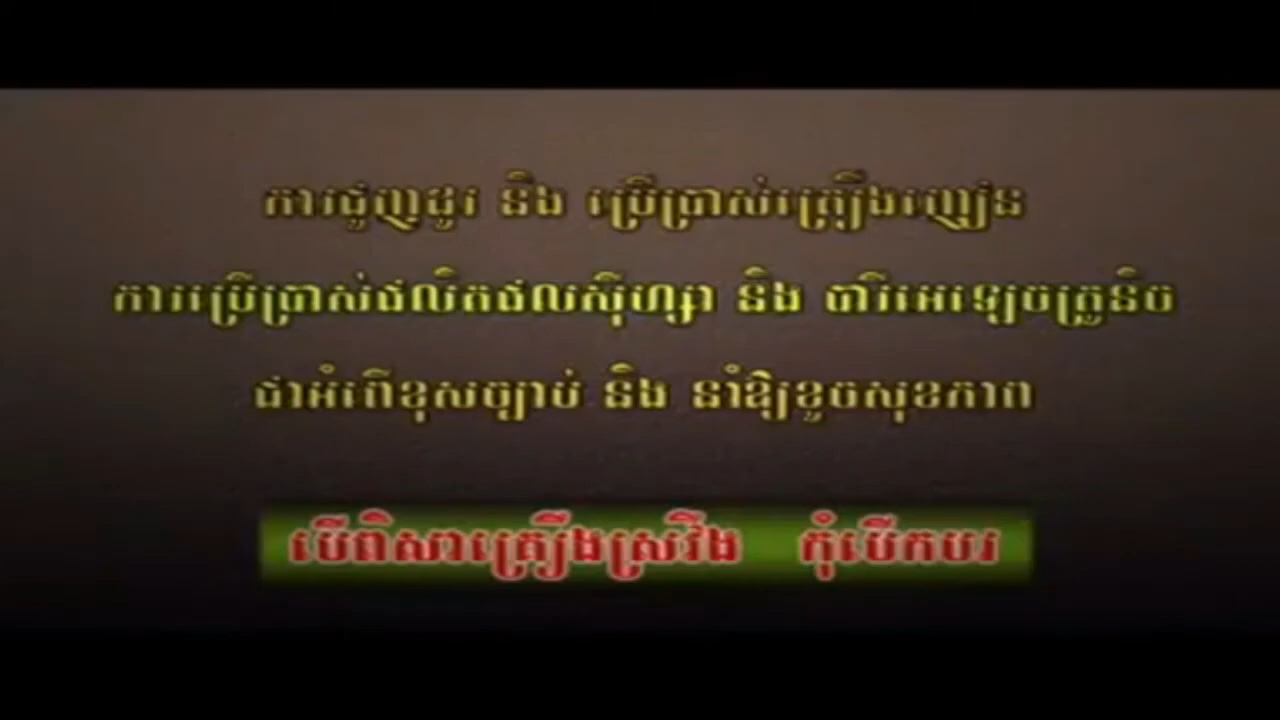 ការជួញដូរ និង ប្រើប្រាស់គ្រឿងញៀន
ការប្រើប្រាស់ផលិតផលស៊ីហ្សា និង បារីអេឡេចត្រូនិច
ជាអំពើខុសច្បាប់ និង នាំឱ្យខូចសុខភាព
បើពិសាគ្រឿងស្រវឹង កុំបើកបរ